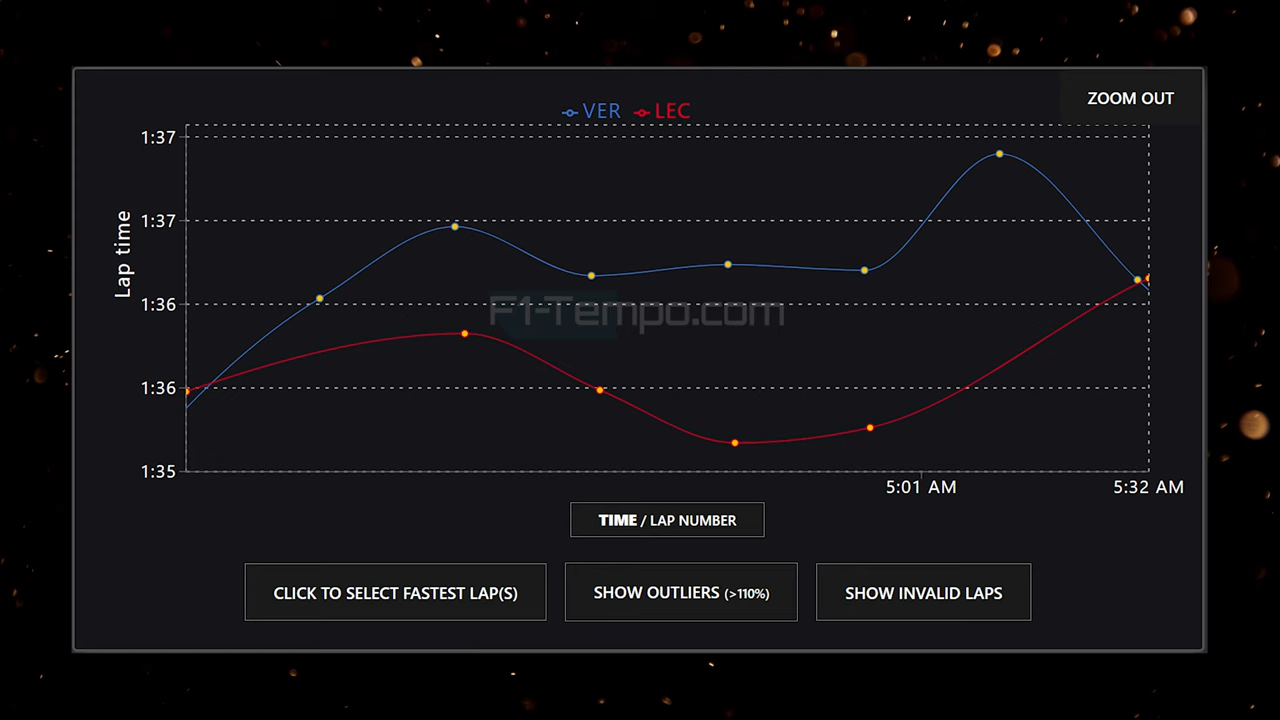 ZOOM OUT
VER LEC
1:37
1:37
1:36
1:36
1:35
Lap time
F1-Tempo.com
5:01 AM
5:32 AM
TIME / LAP NUMBER
CLICK TO SELECT FASTEST LAP(S)
SHOW OUTLIERS (>110%)
SHOW INVALID LAPS